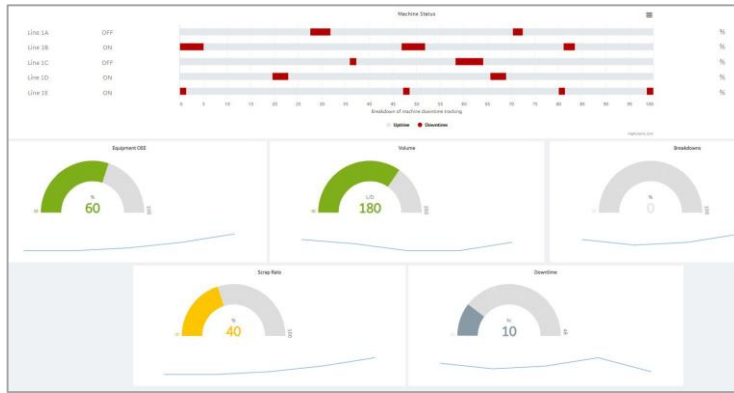 Machine Status
Line 1A OFF %
Line 1B ON %
Line 1C OFF %
Line 1D ON %
Line 1E ON %
0 5 10 15 20 25 30 35 40 45 50 55 60 65 70 75 80 85 90 95 100
Breakdown of machine downtime tracking
Uptime Downtime
Equipment OEE Volume Breakdowns
% %
60 180 0
Scrap Rate Downtime
%
40 10